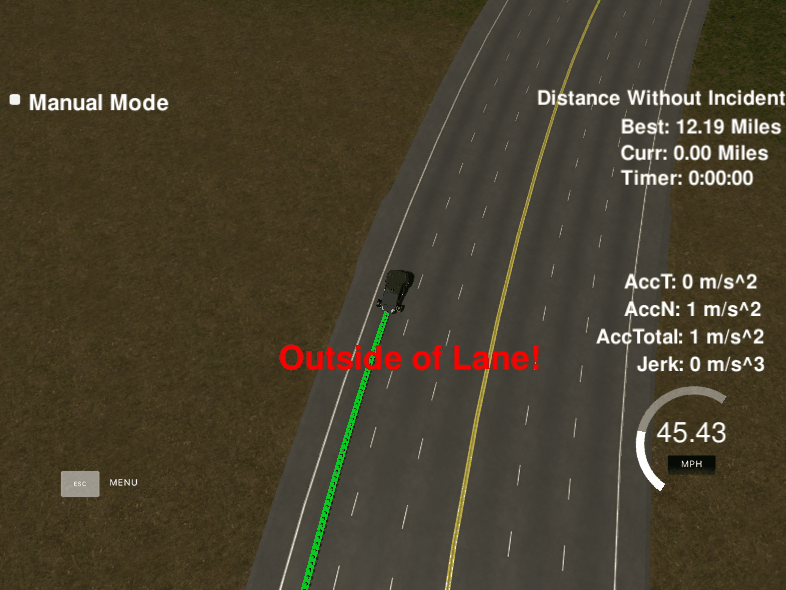 Manual Mode
Distance Without Incident
Best: 12.19 Miles
Curr: 0.00 Miles
Timer: 0:00:00
AccT: 0 m/s^2
AccN: 1 m/s^2
AccTotal: 1 m/s^2
Jerk: 0 m/s^3
Outside of Lane!
45.43
MPH
ESC MENU